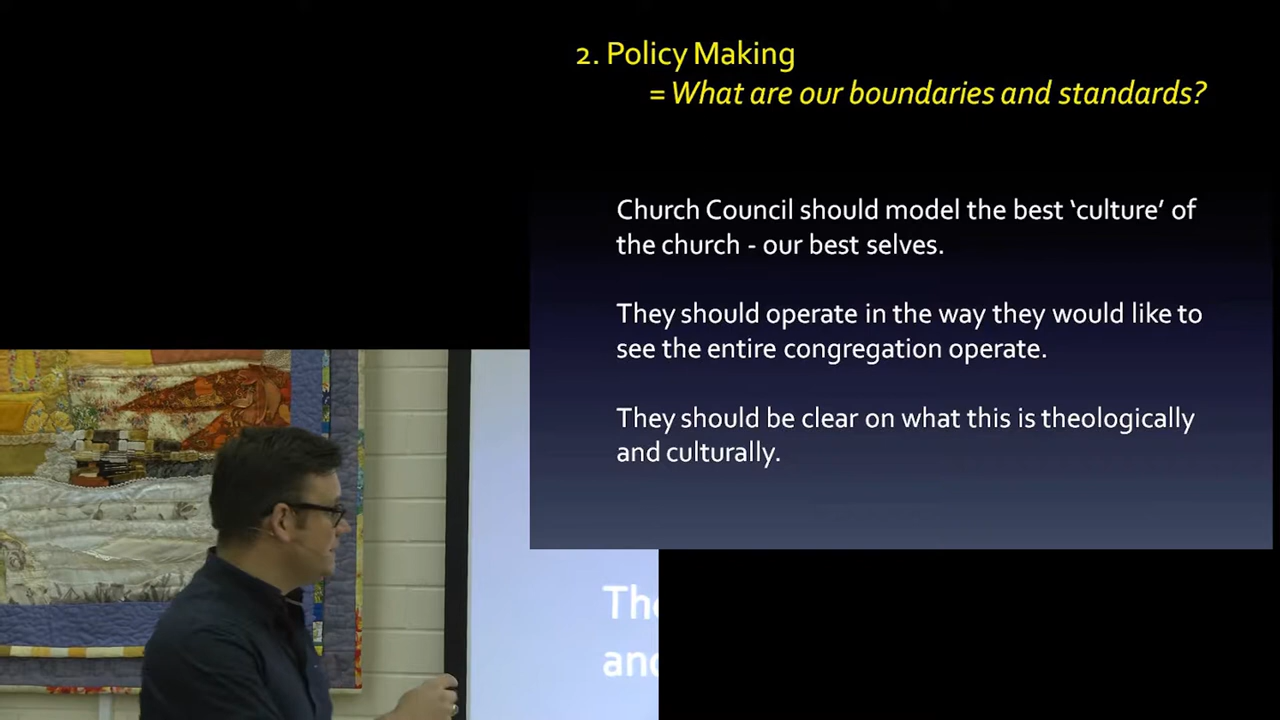 2. Policy Making
= What are our boundaries and standards?
Church Council should model the best ‘culture’ of
the church - our best selves.
They should operate in the way they would like to
see the entire congregation operate.
They should be clear on what this is theologically
and culturally.
The
and